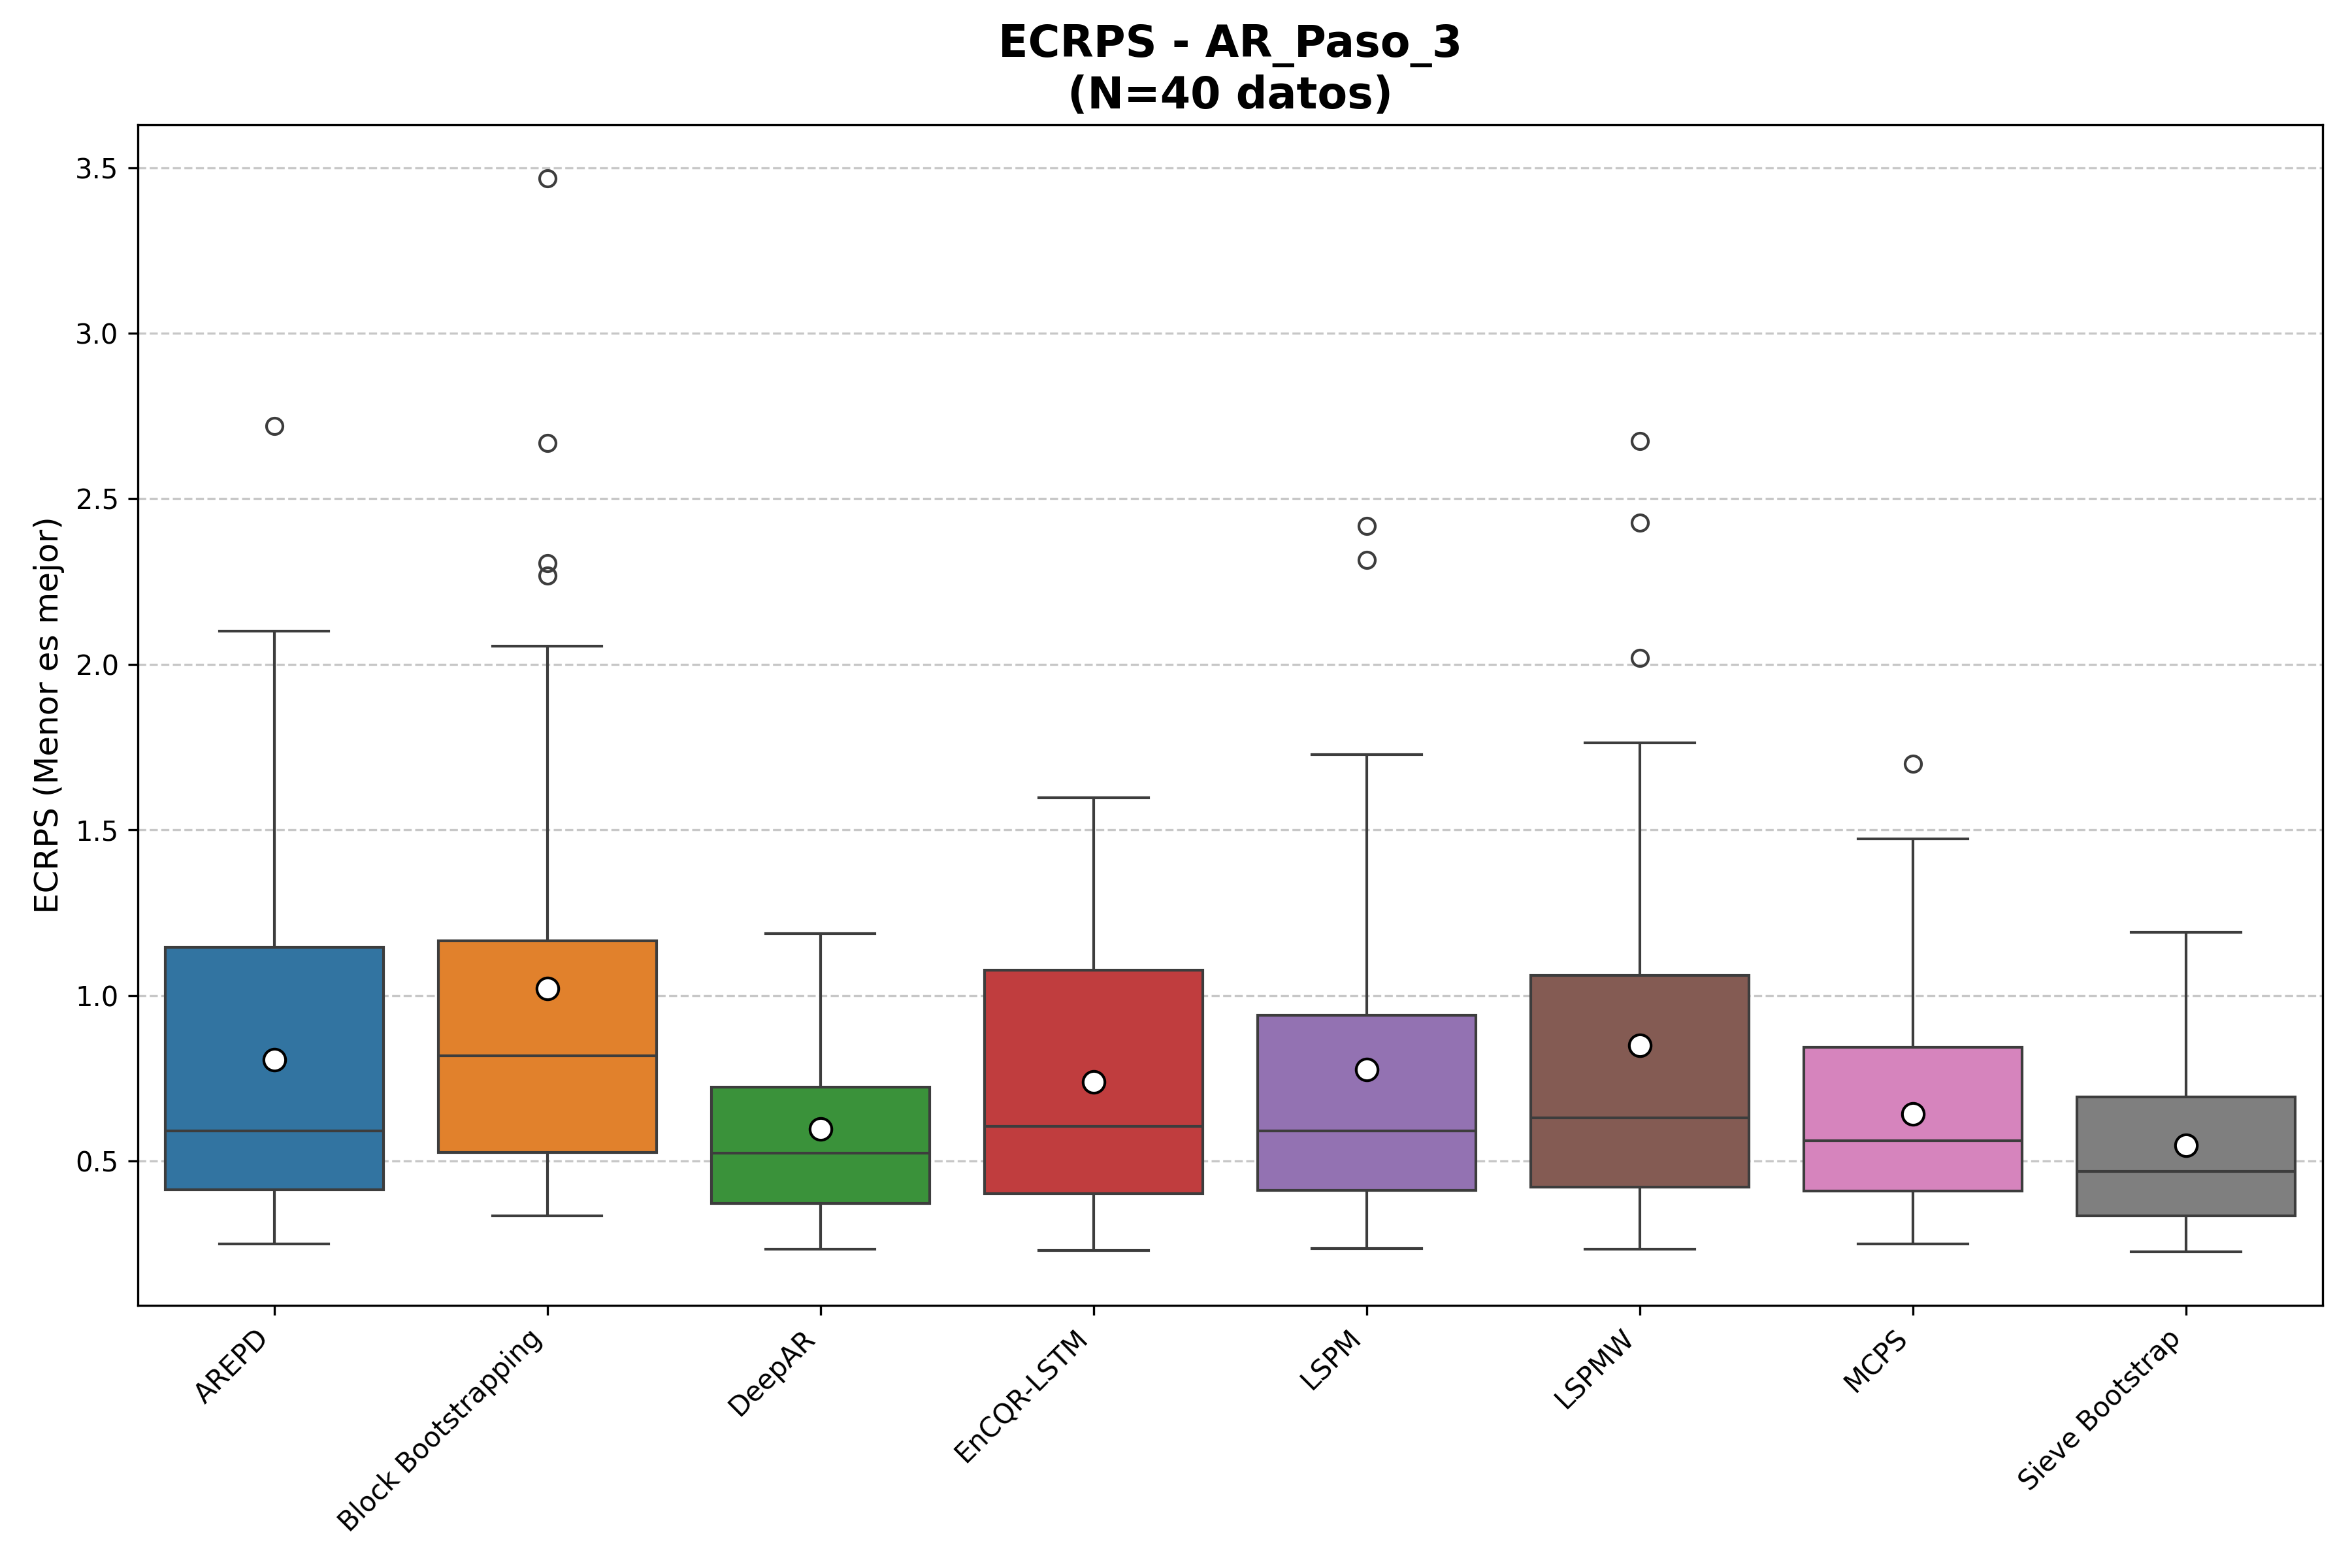 ECRPS - AR_Paso_3
(N=40 datos)
ECRPS (Menor es mejor)
3.5
3.0
2.5
2.0
1.5
1.0
0.5
AREPD
Block Bootstrapping
DeepAR
EnCQR-LSTM
LSPM
LSPMW
MCPS
Sieve Bootstrap